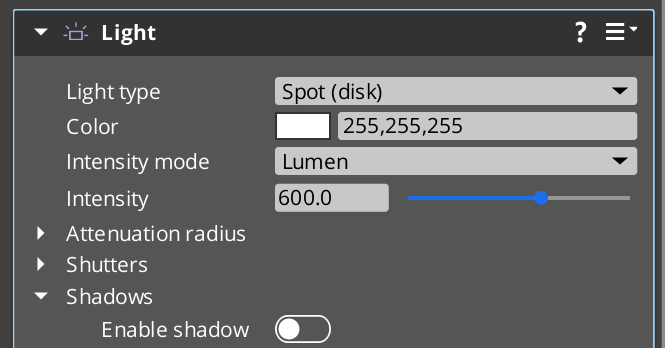 Light ?
Light type Spot (disk)
Color 255,255,255
Intensity mode Lumen
Intensity 600.0
Attenuation radius
Shutters
Shadows
Enable shadow